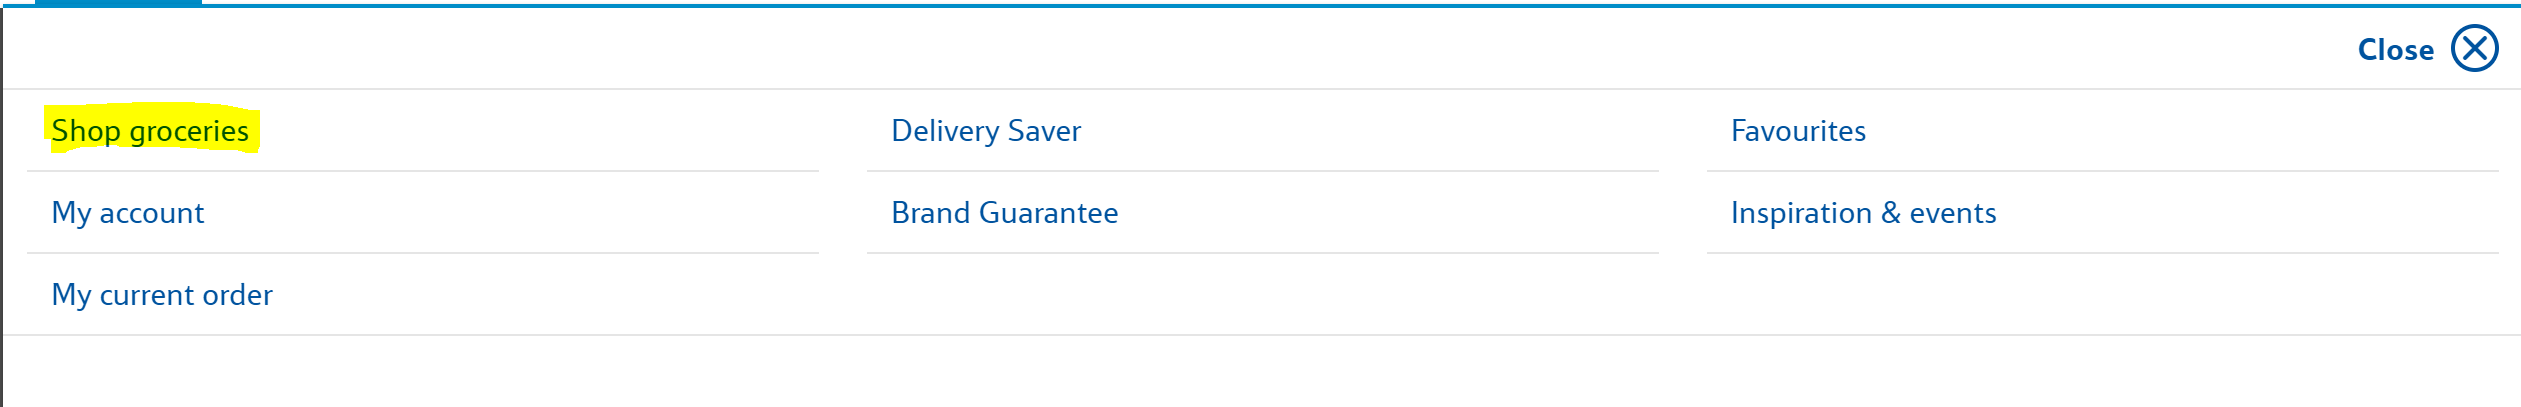 Close
Shop groceries
Delivery Saver
Favourites
My account
Brand Guarantee
Inspiration & events
My current order